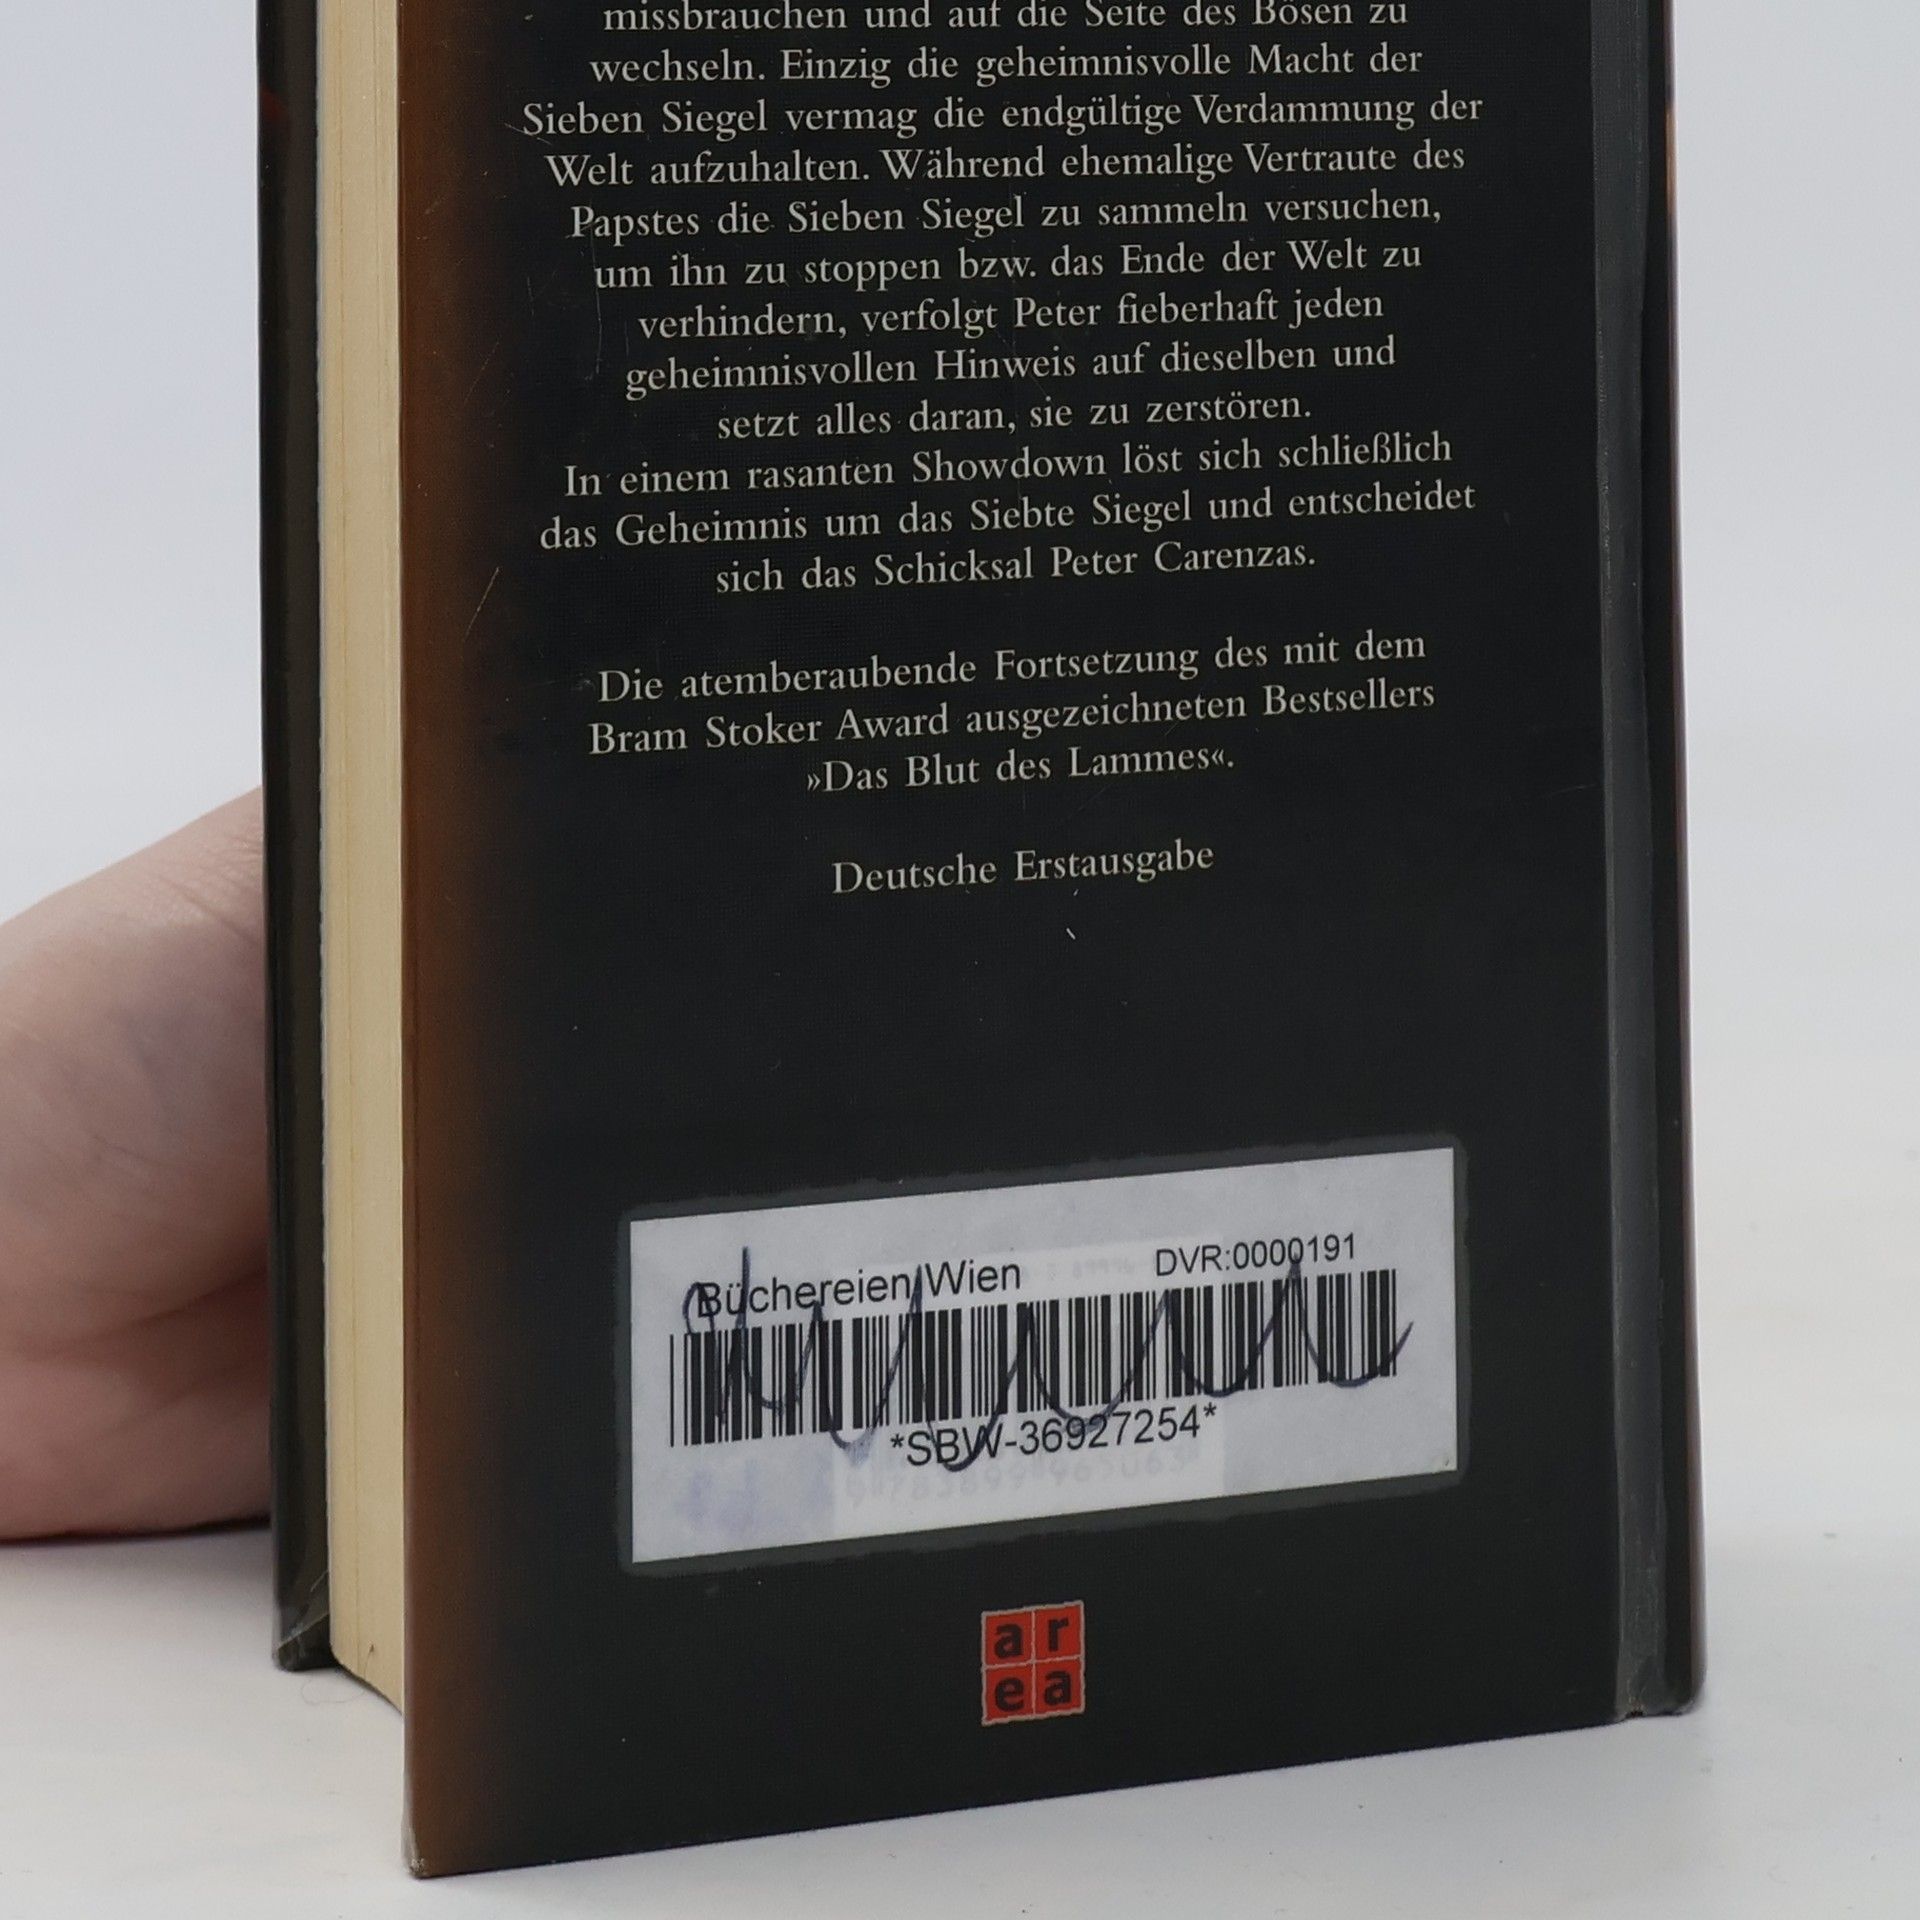 missbrauchen und auf die Seite des Bösen zu
wechseln. Einzig die geheimnisvolle Macht der
Sieben Siegel vermag die endgültige Verdammung der
Welt aufzuhalten. Während ehemalige Vertraute des
Papstes die Sieben Siegel zu sammeln versuchen,
um ihn zu stoppen bzw. das Ende der Welt zu
verhindern, verfolgt Peter fieberhaft jeden
geheimnisvollen Hinweis auf dieselben und
setzt alles daran, sie zu zerstören.
In einem rasanten Showdown löst sich schließlich
das Geheimnis um das Siebte Siegel und entscheidet
sich das Schicksal Peter Carenzas.
Die atemberaubende Fortsetzung des mit dem
Bram Stoker Award ausgezeichneten Bestsellers
»Das Blut des Lammes«.
Deutsche Erstausgabe
Büchereien Wien DVR:0000191
*SBW-36927254*
a r
e a